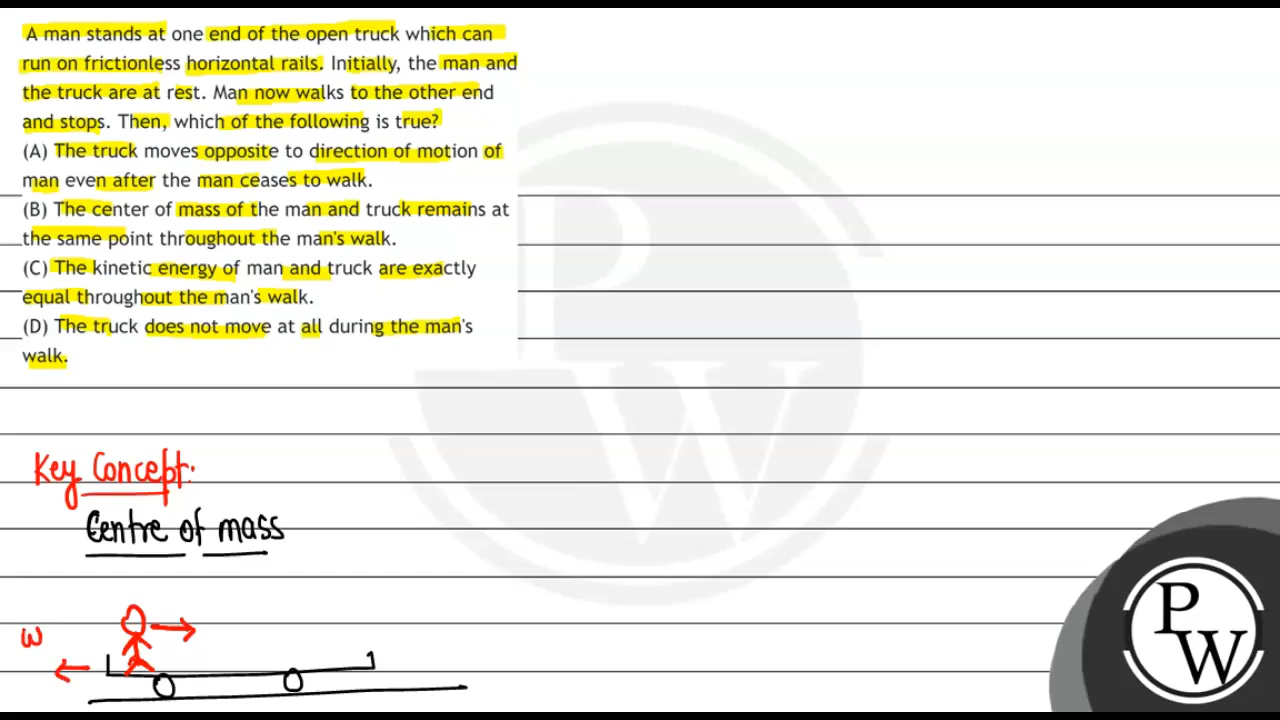 A man stands at one end of the open truck which can
run on frictionless horizontal rails. Initially, the man and
the truck are at rest. Man now walks to the other end
and stops. Then, which of the following is true?
(A) The truck moves opposite to direction of motion of
man even after the man ceases to walk.
(B) The center of mass of the man and truck remains at
the same point throughout the man's walk.
(C) The kinetic energy of man and truck are exactly
equal throughout the man's walk.
(D) The truck does not move at all during the man's
walk.
Key Concept:
Centre of mass
W
P
W
P
W